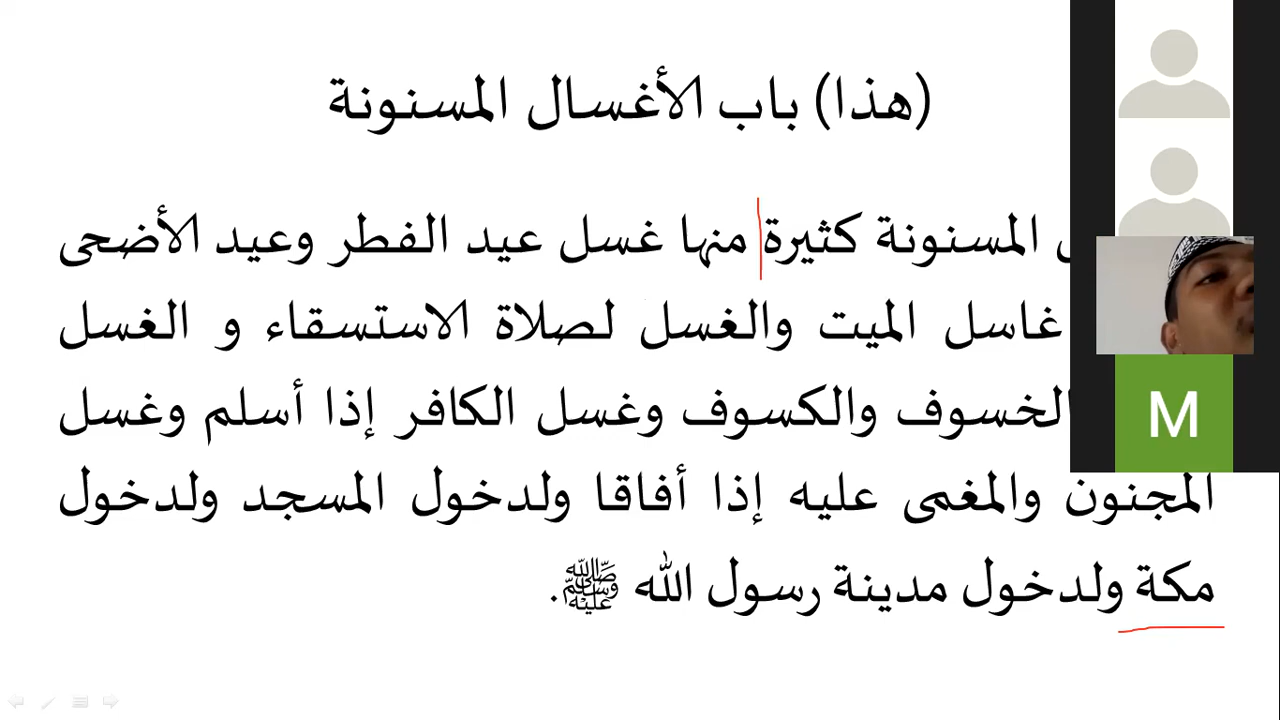 (هذا) باب الأغسال المسنونة
المسنونة كثيرة منها غسل عيد الفطر وعيد الأضحى
غاسل الميت والغسل لصلاة الاستسقاء و الغسل
الخسوف والكسوف وغسل الكافر إذا أسلم وغسل
المجنون والمغمى عليه إذا أفاقا ولدخول المسجد ولدخول
مكة ولدخول مدينة رسول الله ﷺ.
M